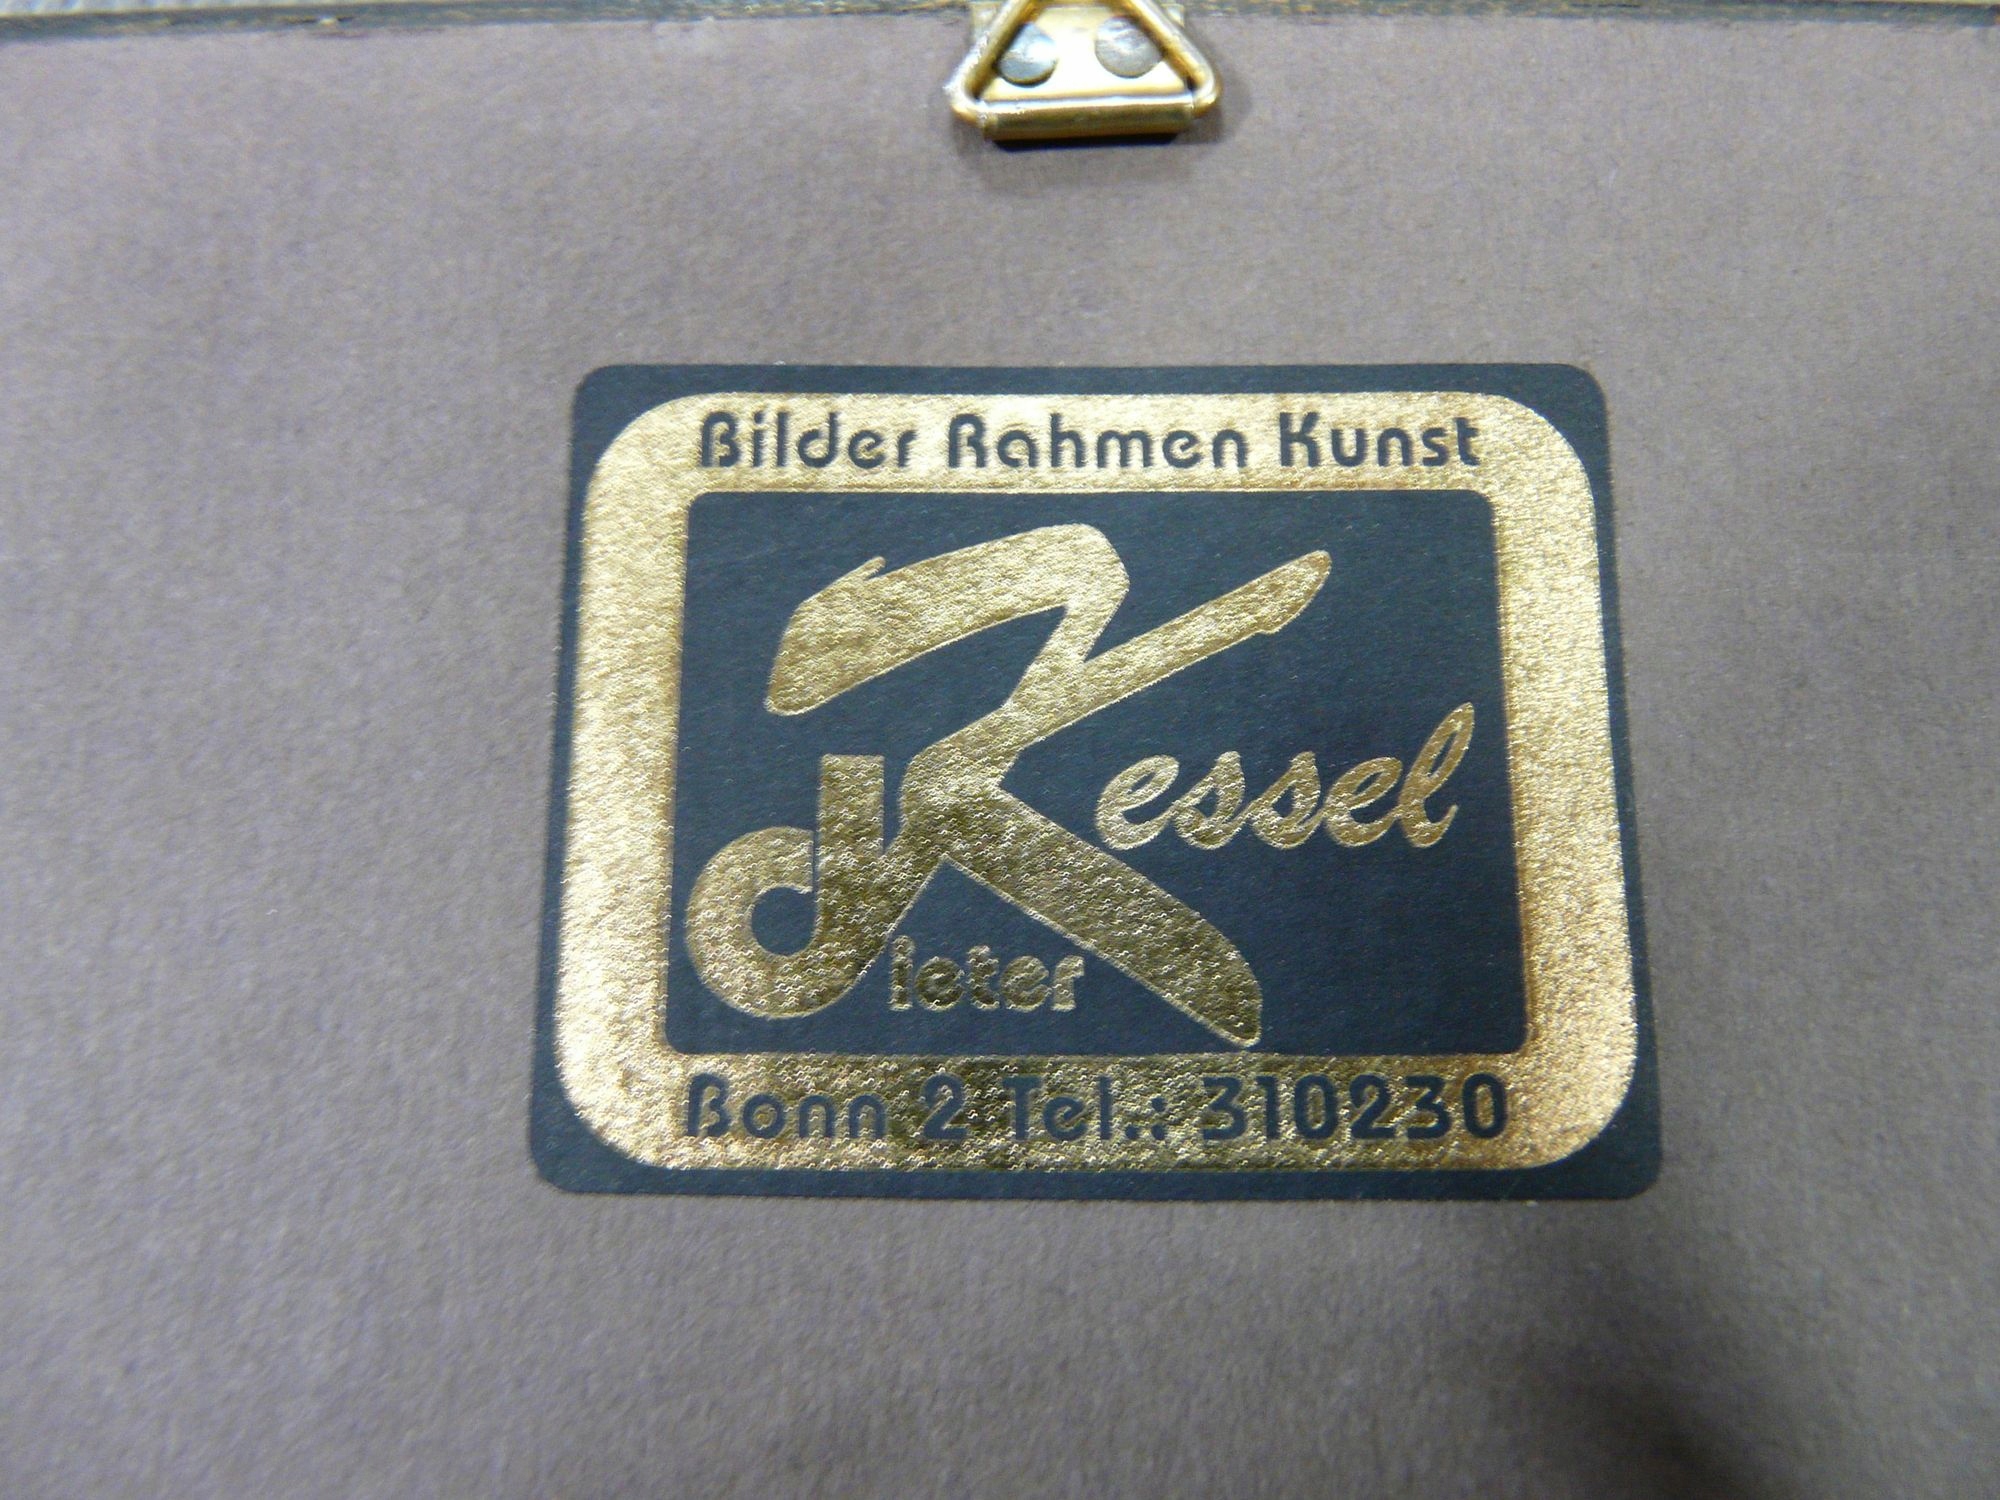 Bilder Rahmen Kunst
Kessel
dieter
Bonn 2 Tel.: 310230